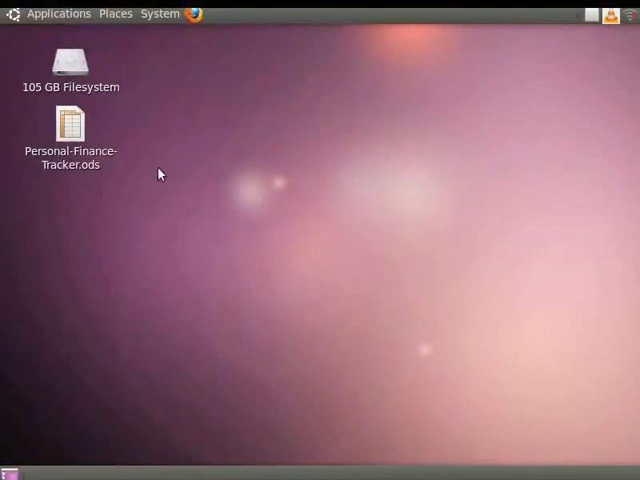 Applications Places System
105 GB Filesystem
Personal-Finance-
Tracker.ods